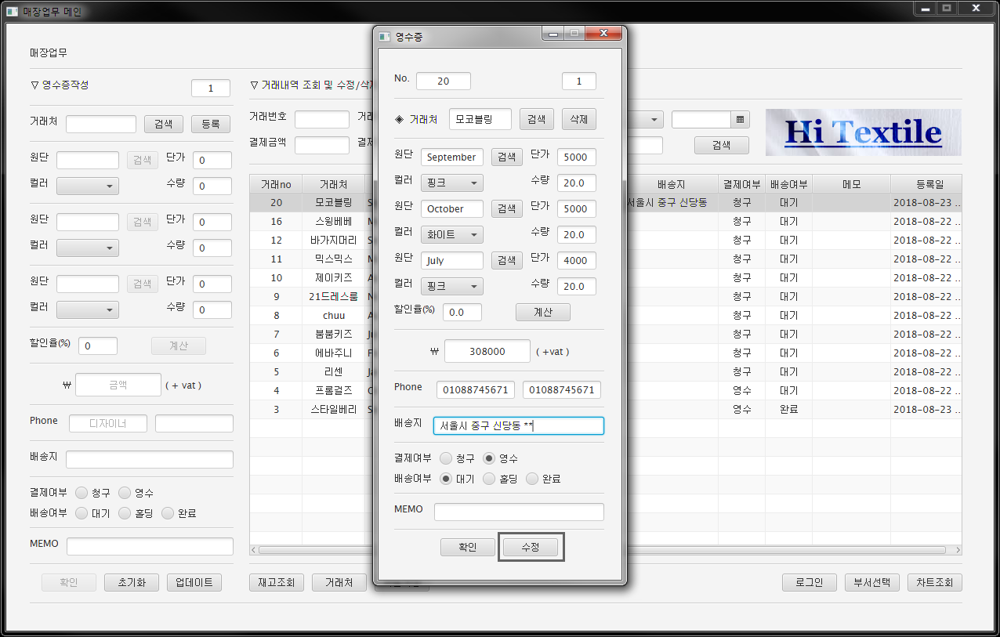 매장업무 메인
매장업무
▽ 영수증작성 1
거래처 검색 등록
원단 검색 단가 0
컬러 수량 0
원단 검색 단가 0
컬러 수량 0
원단 검색 단가 0
컬러 수량 0
할인율(%) 0 계산
₩ 금액 ( + vat )
Phone 디자이너
배송지
결제여부 청구 영수
배송여부 대기 홀딩 완료
MEMO
확인 초기화 업데이트
▽ 거래내역 조회 및 수정/삭제
거래번호
결제금액
검색
Hi Textile
거래no 거래처 배송지 결제여부 배송여부 메모 등록일
20 모코블링 서울시 중구 신당동 청구 대기 2018-08-23 ..
16 스윙베베 청구 대기 2018-08-22 ..
12 바가지머리 청구 대기 2018-08-22 ..
11 믹스믹스 청구 대기 2018-08-22 ..
10 제이키즈 청구 대기 2018-08-22 ..
9 21드레스룸 청구 대기 2018-08-22 ..
8 chuu 청구 대기 2018-08-22 ..
7 붐붐키즈 청구 대기 2018-08-22 ..
6 에바주니 청구 대기 2018-08-22 ..
5 리센 청구 대기 2018-08-22 ..
4 프롬걸즈 영수 대기 2018-08-22 ..
3 스타일베리 영수 완료 2018-08-23 ..
재고조회 거래처 로그인 부서선택 차트조회
영수증
No. 20 1
◈ 거래처 모코블링 검색 삭제
원단 September 검색 단가 5000
컬러 핑크 수량 20.0
원단 October 검색 단가 5000
컬러 화이트 수량 20.0
원단 July 검색 단가 4000
컬러 핑크 수량 20.0
할인율(%) 0.0 계산
₩ 308000 ( +vat )
Phone 01088745671 01088745671
배송지 서울시 중구 신당동 **
결제여부 청구 영수
배송여부 대기 홀딩 완료
MEMO
확인 수정